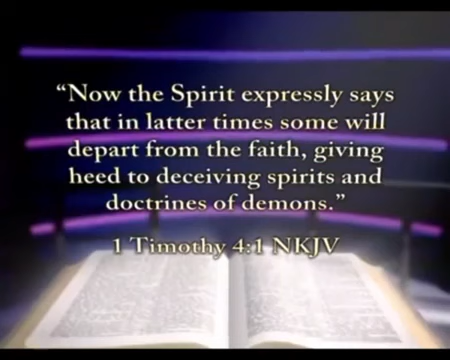 “Now the Spirit expressly says
that in latter times some will
depart from the faith, giving
heed to deceiving spirits and
doctrines of demons.”
1 Timothy 4:1 NKJV